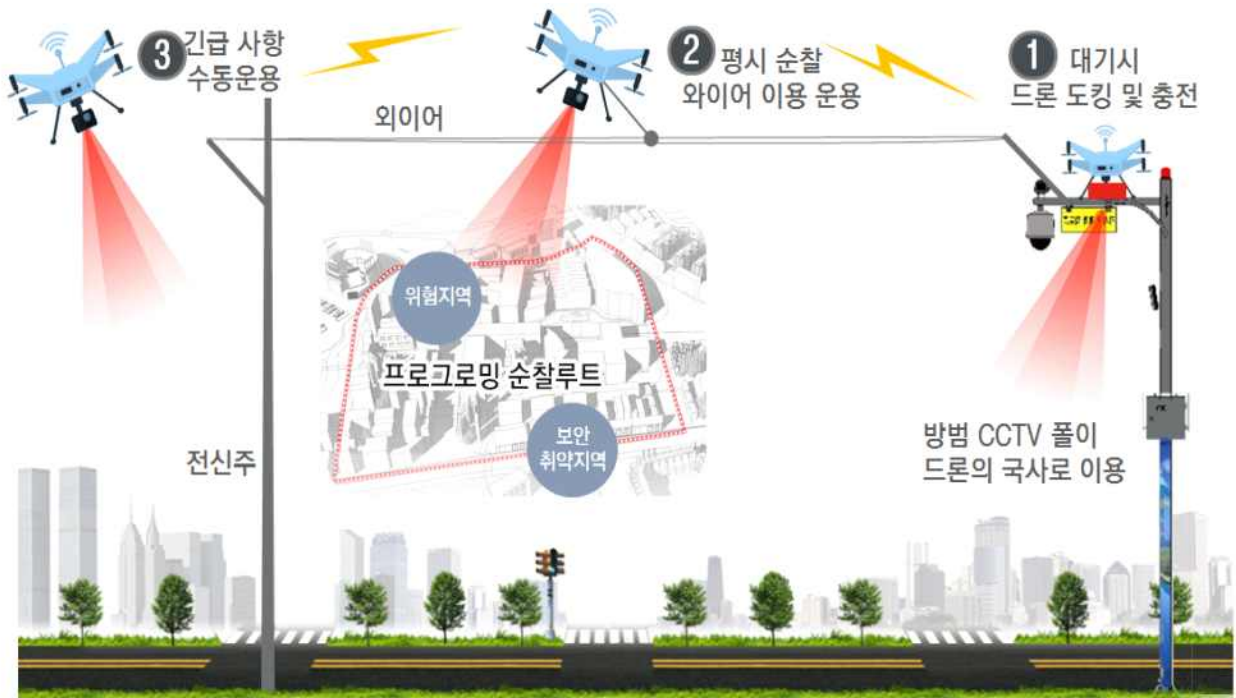 3 긴급 사항
수동운용
2 평시 순찰
와이어 이용 운용
1 대기시
드론 도킹 및 충전
외이어
위험지역
프로그로밍 순찰루트
보안
취약지역
전신주
방범 CCTV 폴이
드론의 국사로 이용